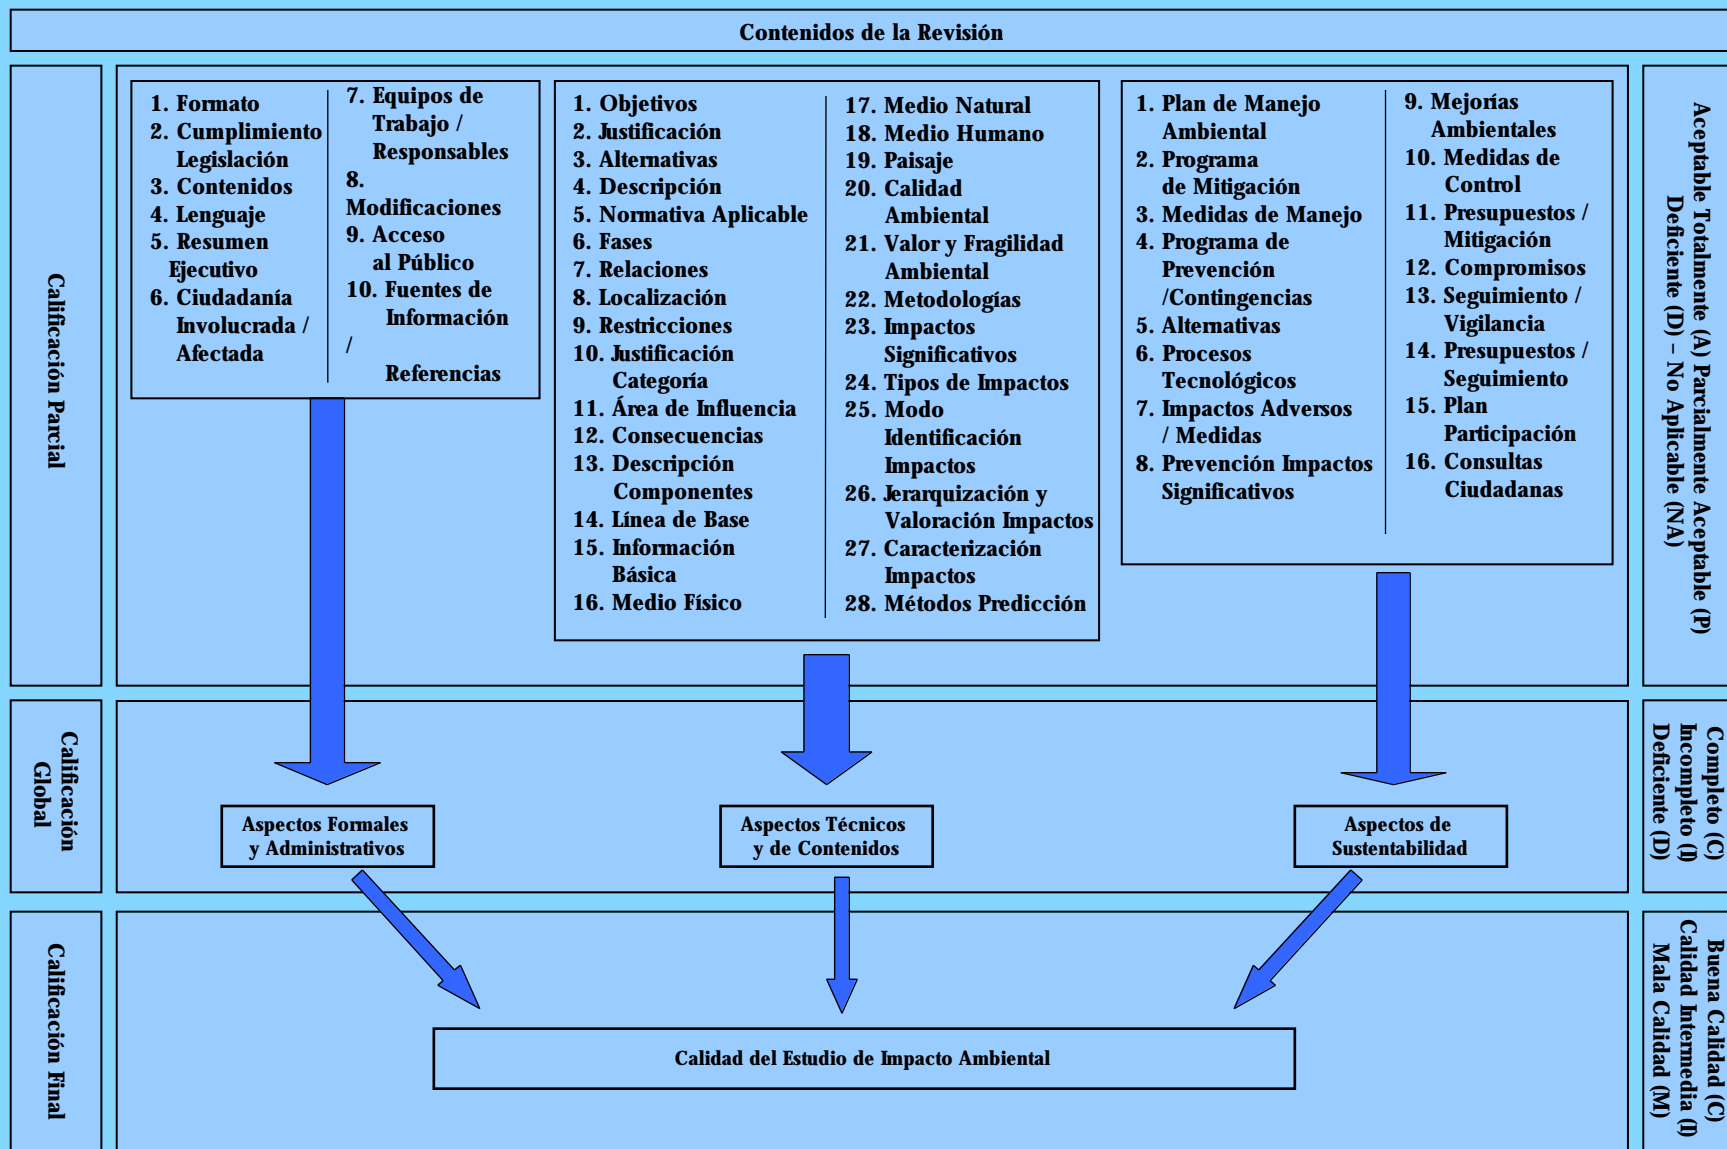 Contenidos de la Revisión
Calificación Parcial
1. Formato
2. Cumplimiento
Legislación
3. Contenidos
4. Lenguaje
5. Resumen
Ejecutivo
6. Ciudadanía
Involucrada /
Afectada
7. Equipos de
Trabajo /
Responsables
8.
Modificaciones
9. Acceso
al Público
10. Fuentes de
Información
/
Referencias
1. Objetivos
2. Justificación
3. Alternativas
4. Descripción
5. Normativa Aplicable
6. Fases
7. Relaciones
8. Localización
9. Restricciones
10. Justificación
Categoría
11. Área de Influencia
12. Consecuencias
13. Descripción
Componentes
14. Línea de Base
15. Información
Básica
16. Medio Físico
17. Medio Natural
18. Medio Humano
19. Paisaje
20. Calidad
Ambiental
21. Valor y Fragilidad
Ambiental
22. Metodologías
23. Impactos
Significativos
24. Tipos de Impactos
25. Modo
Identificación
Impactos
26. Jerarquización y
Valoración Impactos
27. Caracterización
Impactos
28. Métodos Predicción
1. Plan de Manejo
Ambiental
2. Programa
de Mitigación
3. Medidas de Manejo
4. Programa de
Prevención
/Contingencias
5. Alternativas
6. Procesos
Tecnológicos
7. Impactos Adversos
/ Medidas
8. Prevención Impactos
Significativos
9. Mejorías
Ambientales
10. Medidas de
Control
11. Presupuestos /
Mitigación
12. Compromisos
13. Seguimiento /
Vigilancia
14. Presupuestos /
Seguimiento
15. Plan
Participación
16. Consultas
Ciudadanas
Aceptable Totalmente (A) Parcialmente Aceptable (P)
Deficiente (D) – No Aplicable (NA)
Calificación
Global
Aspectos Formales
y Administrativos
Aspectos Técnicos
y de Contenidos
Aspectos de
Sustentabilidad
Completo (C)
Incompleto (I)
Deficiente (D)
Calificación Final
Calidad del Estudio de Impacto Ambiental
Buena Calidad (C)
Calidad Intermedia (I)
Mala Calidad (M)